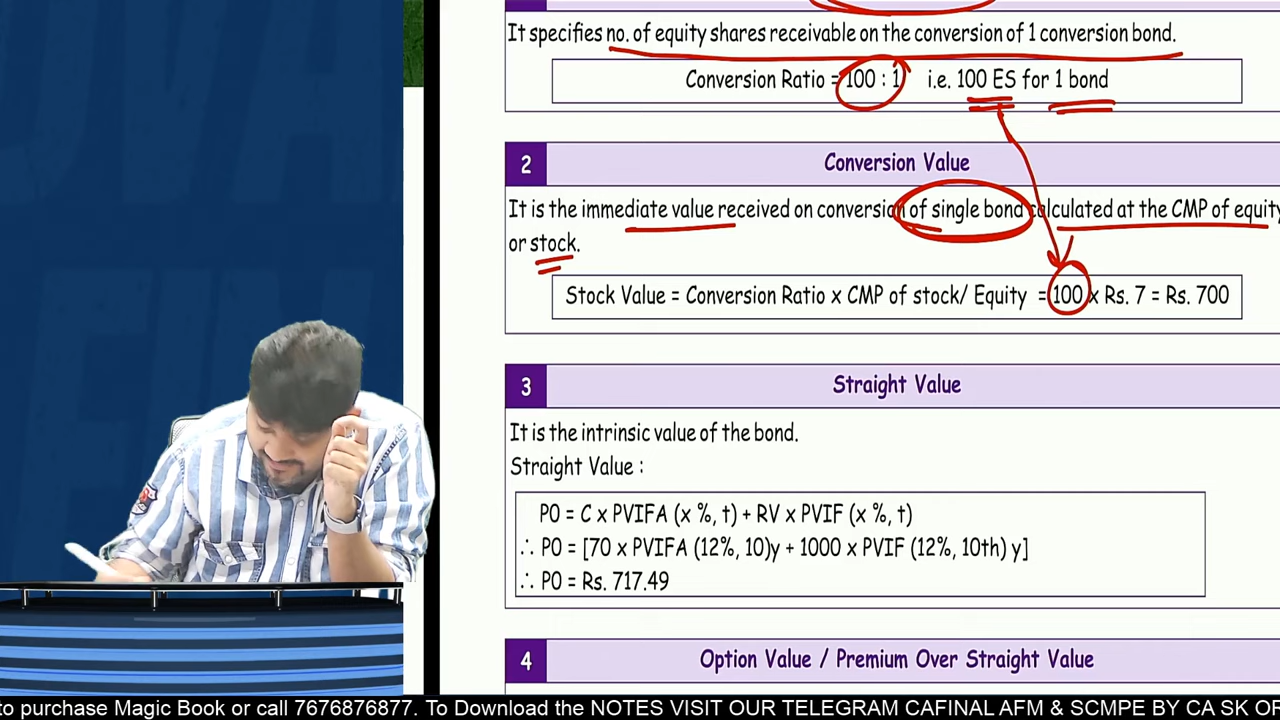 It specifies no. of equity shares receivable on the conversion of 1 conversion bond.
Conversion Ratio = 100 : 1 i.e. 100 ES for 1 bond
2
Conversion Value
It is the immediate value received on conversion of single bond calculated at the CMP of equity
or stock.
Stock Value = Conversion Ratio x CMP of stock/ Equity = 100 x Rs. 7 = Rs. 700
3
Straight Value
It is the intrinsic value of the bond.
Straight Value :
P0 = C x PVIFA (x %, t) + RV x PVIF (x %, t)
∴ P0 = [70 x PVIFA (12%, 10)y + 1000 x PVIF (12%, 10th) y]
∴ P0 = Rs. 717.49
4
Option Value / Premium Over Straight Value
to purchase Magic Book or call 7676876877. To Download the NOTES VISIT OUR TELEGRAM CAFINAL AFM & SCMPE BY CA SK OR